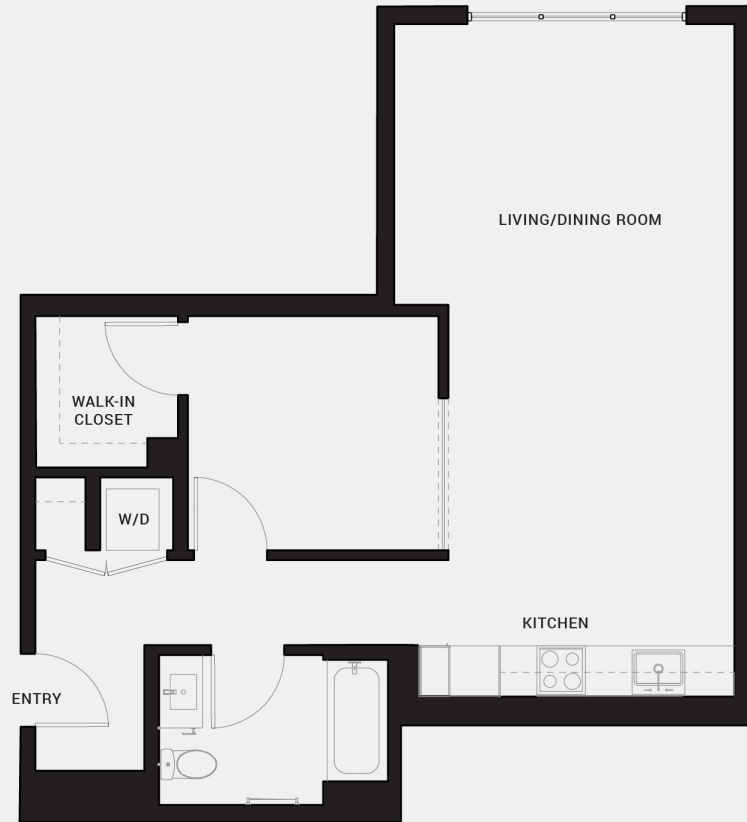 LIVING/DINING ROOM
WALK-IN
CLOSET
W/D
KITCHEN
ENTRY